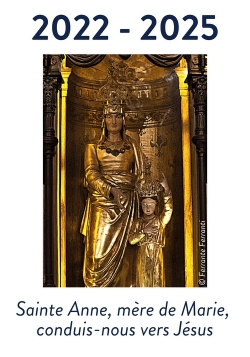 2022 - 2025
© Ferrante Ferranti
Sainte Anne, mère de Marie,
conduis-nous vers Jésus